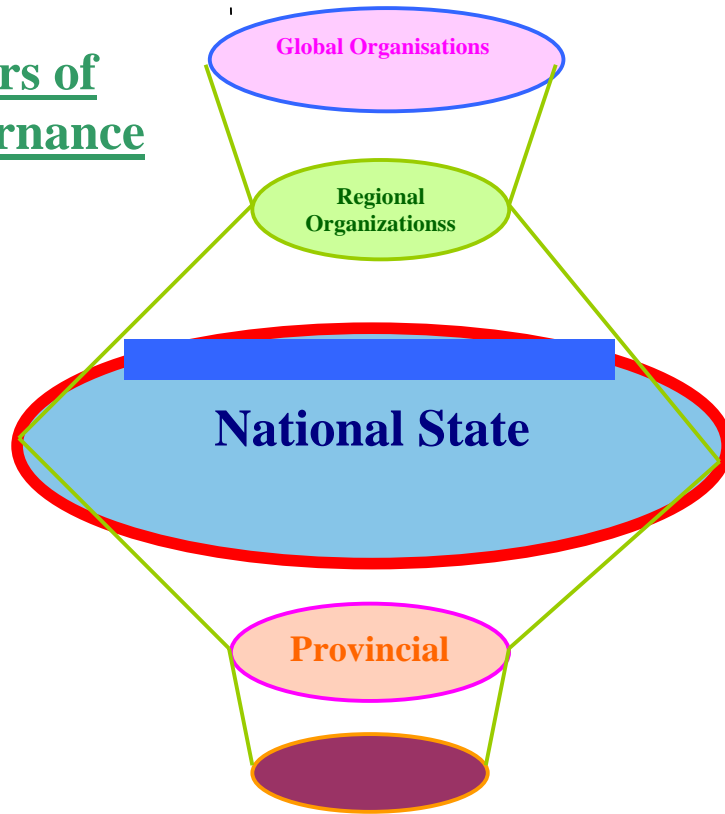 Global Organisations
rs of
rnance
Regional
Organizationss
National State
Provincial